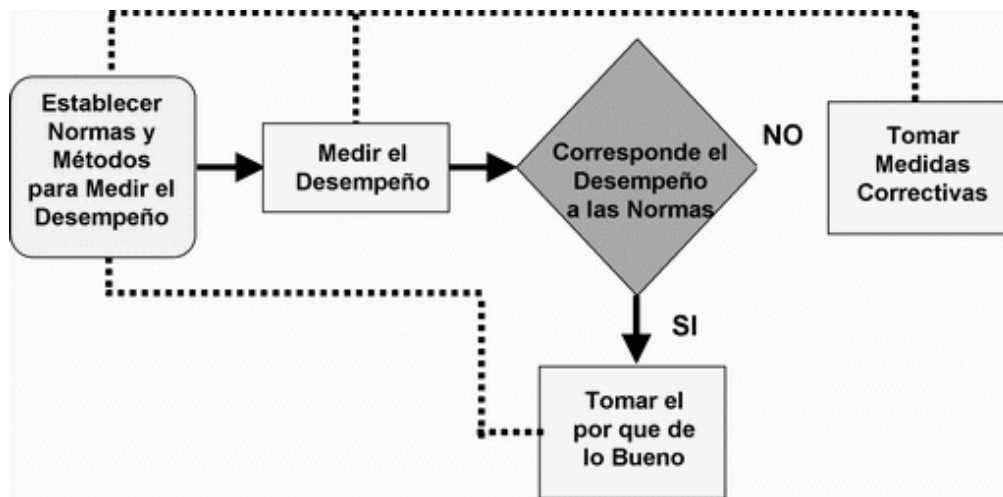 Establecer
Normas y
Métodos
para Medir el
Desempeño
Medir el
Desempeño
Corresponde el
Desempeño
a las Normas
NO
Tomar
Medidas
Correctivas
SI
Tomar el
por que de
lo Bueno